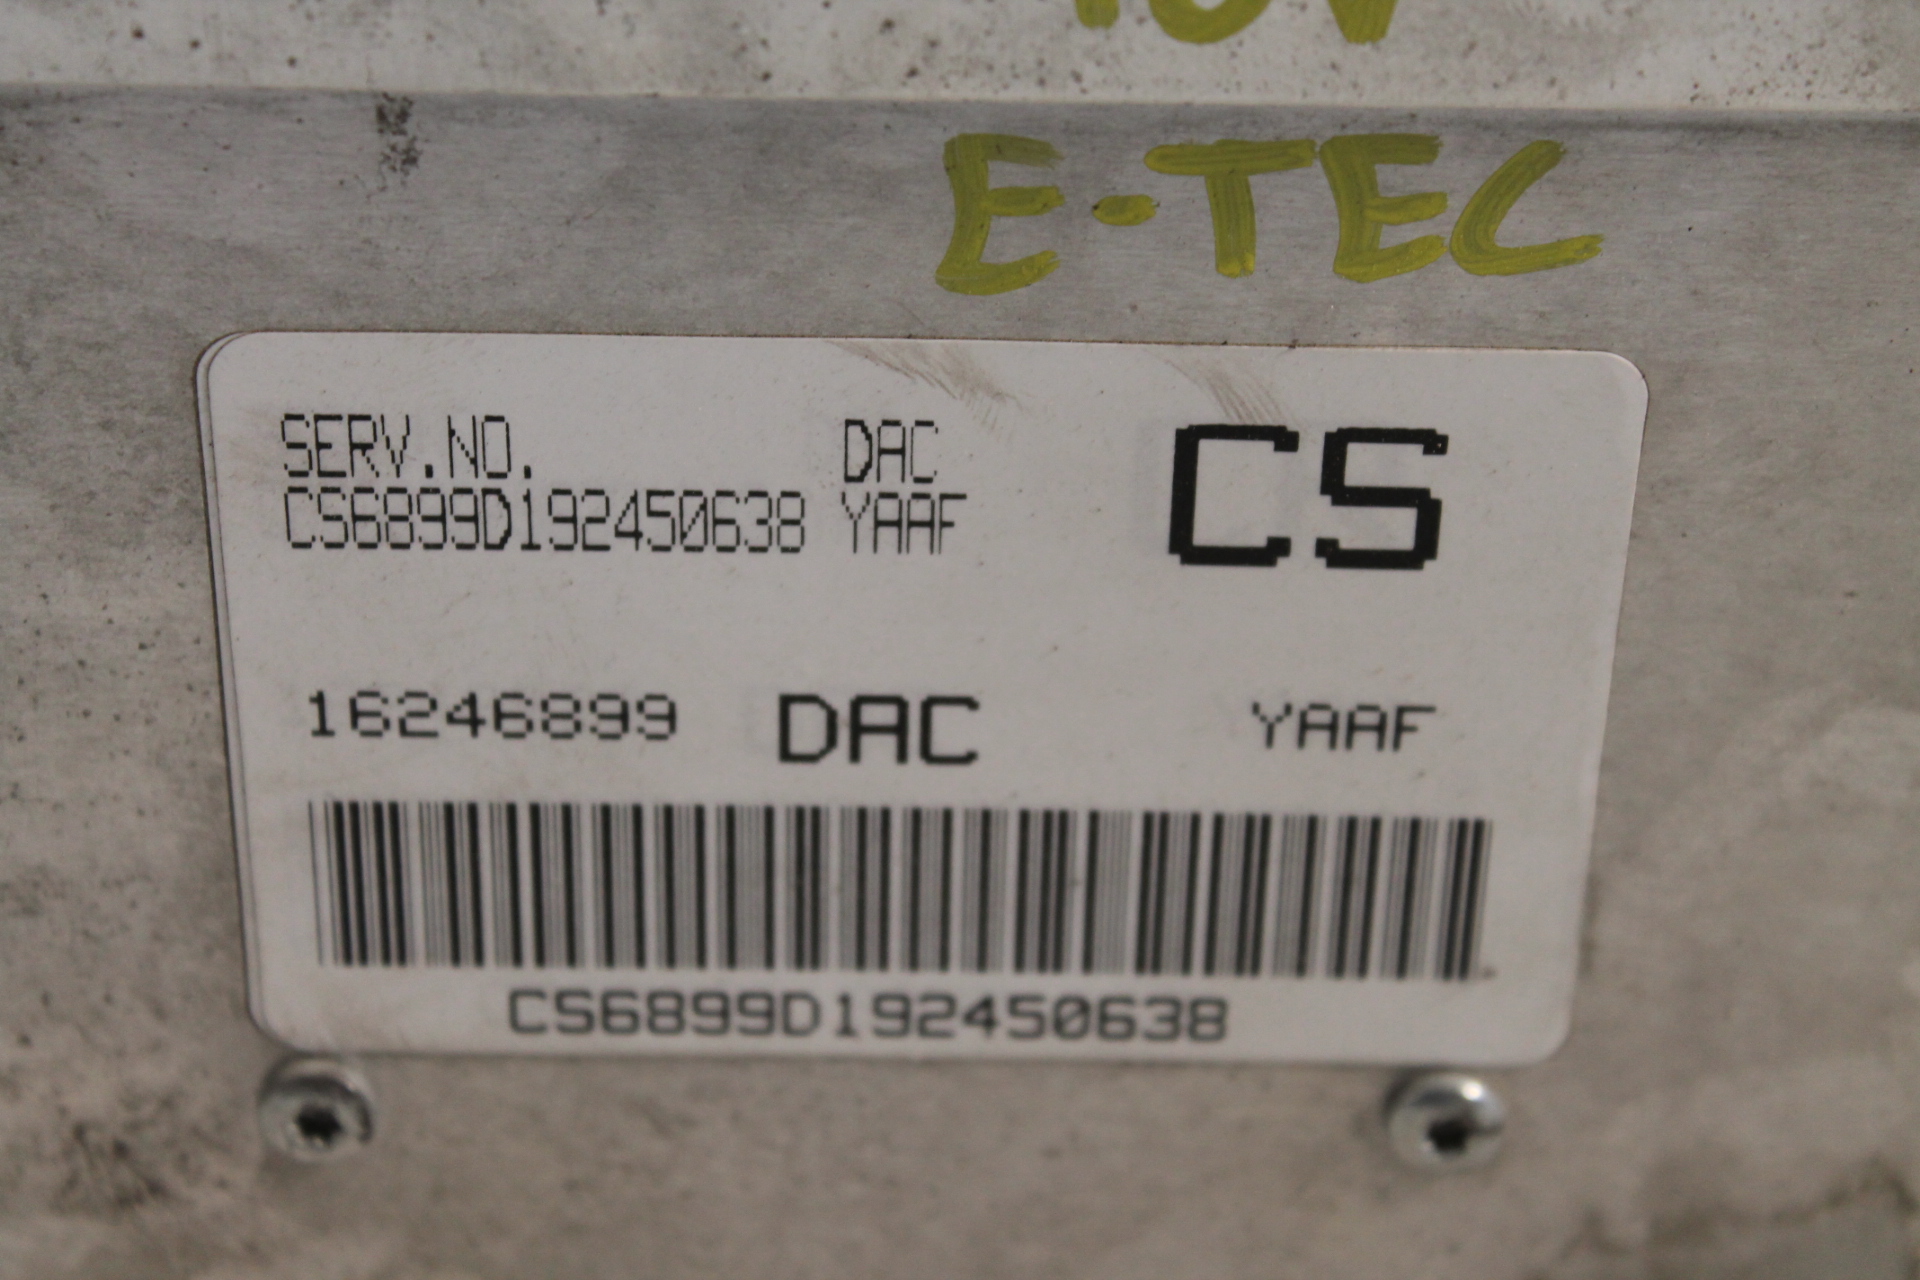 E-TEC
SERV.NO. DAC CS
CS6899D192450638 YAAF
16246899 DAC YAAF
CS6899D192450638